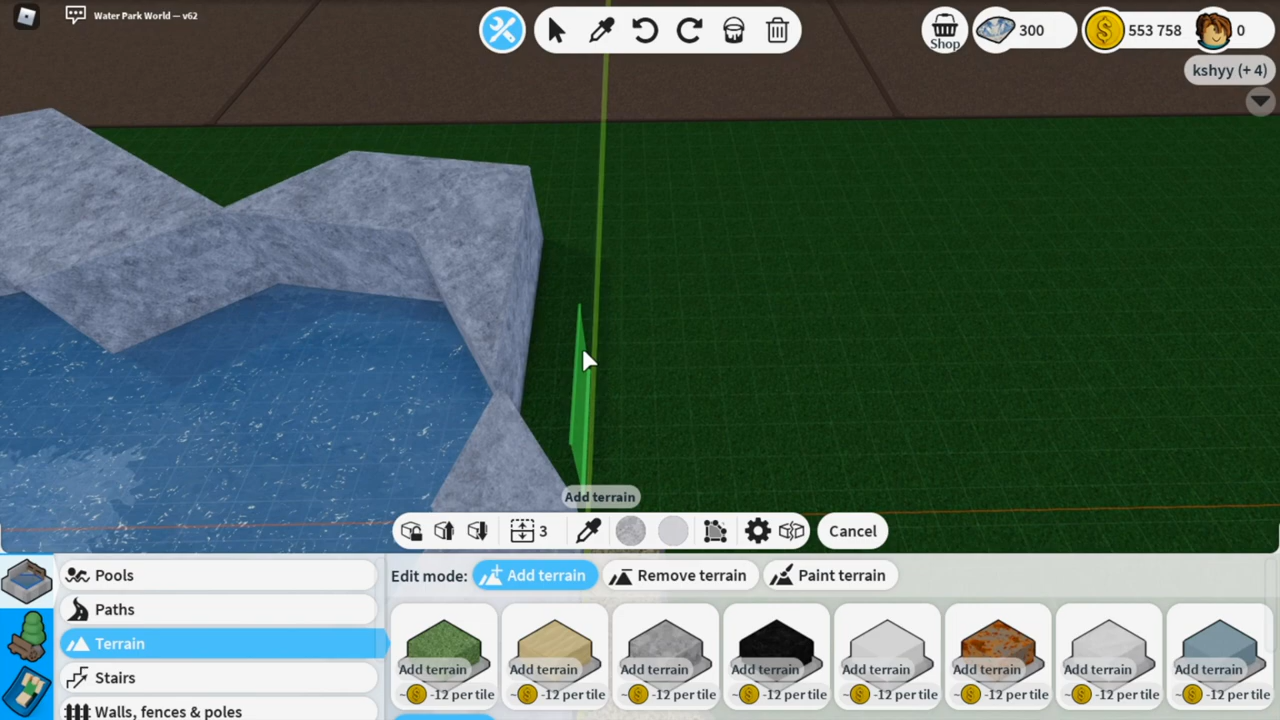 Water Park World — v62
Shop
300
553 758
0
kshyy (+ 4)
Add terrain
3
Cancel
Pools
Paths
Terrain
Stairs
Walls, fences & poles
Edit mode:
Add terrain
Remove terrain
Paint terrain
Add terrain
~ -12 per tile
Add terrain
~ -12 per tile
Add terrain
~ -12 per tile
Add terrain
~ -12 per tile
Add terrain
~ -12 per tile
Add terrain
~ -12 per tile
Add terrain
~ -12 per tile
Add terrain
~ -12 per tile